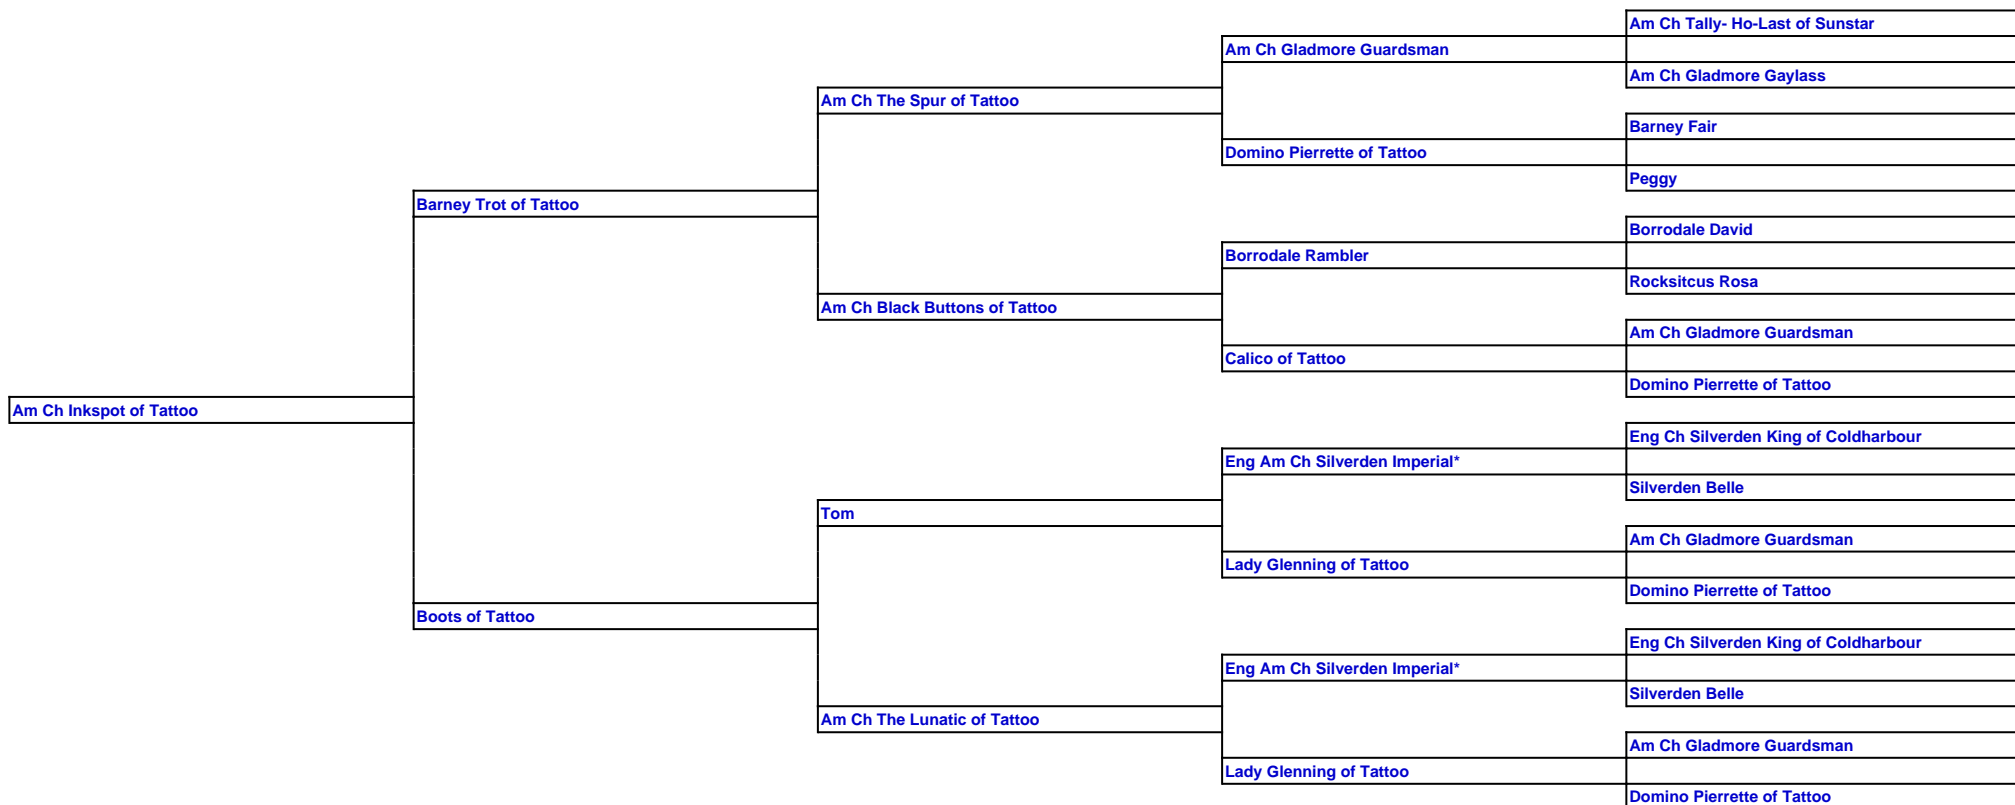 Am Ch Tally- Ho-Last of Sunstar
Am Ch Gladmore Guardsman
Am Ch Gladmore Gaylass
Am Ch The Spur of Tattoo
Barney Fair
Domino Pierrette of Tattoo
Peggy
Barney Trot of Tattoo
Borrodale David
Borrodale Rambler
Rocksitcus Rosa
Am Ch Black Buttons of Tattoo
Am Ch Gladmore Guardsman
Calico of Tattoo
Domino Pierrette of Tattoo
Am Ch Inkspot of Tattoo
Eng Ch Silverden King of Coldharbour
Eng Am Ch Silverden Imperial*
Silverden Belle
Tom
Am Ch Gladmore Guardsman
Lady Glenning of Tattoo
Domino Pierrette of Tattoo
Boots of Tattoo
Eng Ch Silverden King of Coldharbour
Eng Am Ch Silverden Imperial*
Silverden Belle
Am Ch The Lunatic of Tattoo
Am Ch Gladmore Guardsman
Lady Glenning of Tattoo
Domino Pierrette of Tattoo